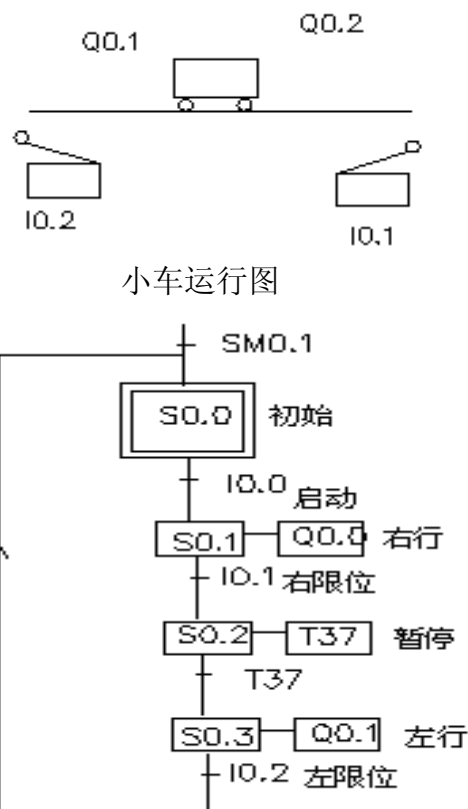 Q0.1 Q0.2
I0.2 I0.1
小车运行图
SM0.1
S0.0 初始
I0.0 启动
S0.1 Q0.0 右行
I0.1 右限位
S0.2 T37 暂停
T37
S0.3 Q0.1 左行
I0.2 左限位